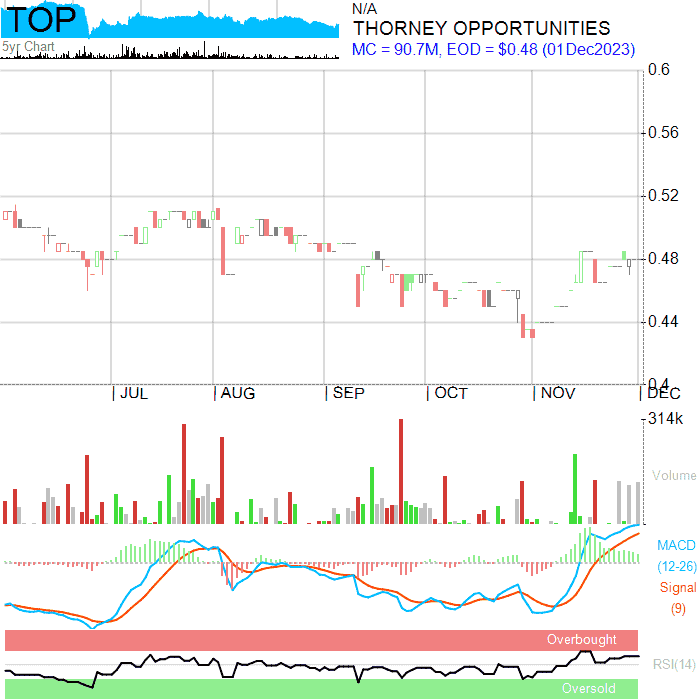 TOP
5yr Chart
N/A
THORNEY OPPORTUNITIES
MC = 90.7M, EOD = $0.48 (01Dec2023)
0.6
0.56
0.52
0.48
0.44
0.4
JUL
AUG
SEP
OCT
NOV
DEC
314k
Volume
MACD
(12-26)
Signal
(9)
Overbought
RSI(14)
Oversold